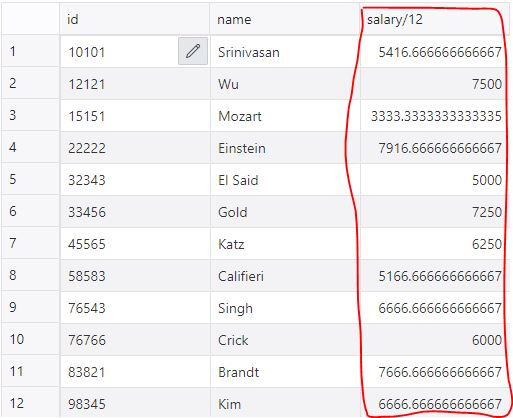 id name salary/12
1 10101 Srinivasan 5416.666666666667
2 12121 Wu 7500
3 15151 Mozart 3333.3333333333335
4 22222 Einstein 7916.666666666667
5 32343 El Said 5000
6 33456 Gold 7250
7 45565 Katz 6250
8 58583 Califieri 5166.666666666667
9 76543 Singh 6666.666666666667
10 76766 Crick 6000
11 83821 Brandt 7666.666666666667
12 98345 Kim 6666.666666666667